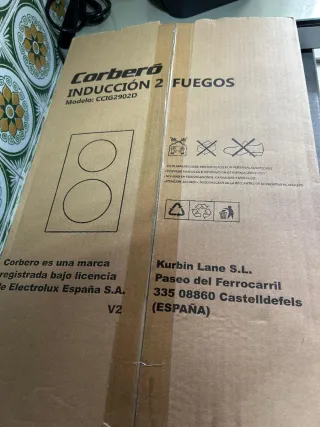 Corberó
INDUCCIÓN 2 FUEGOS
Modelo: CCIG2902D
Corbero es una marca
registrada bajo licencia
e Electrolux España S.A.
V2
Kurbin Lane S.L.
Paseo del Ferrocarril
335 08860 Castelldefels
(ESPAÑA)